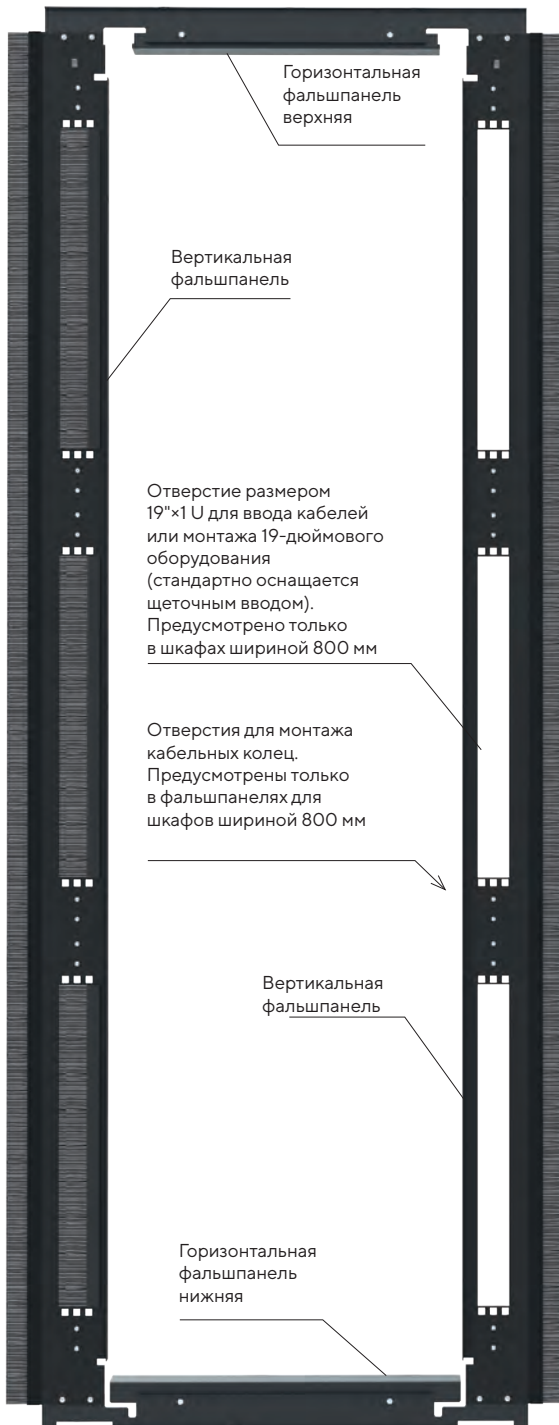 Горизонтальная
фальшпанель
верхняя
Вертикальная
фальшпанель
Отверстие размером
19"×1 U для ввода кабелей
или монтажа 19-дюймового
оборудования
(стандартно оснащается
щеточным вводом).
Предусмотрено только
в шкафах шириной 800 мм
Отверстия для монтажа
кабельных колец.
Предусмотрены только
в фальшпанелях для
шкафов шириной 800 мм
Вертикальная
фальшпанель
Горизонтальная
фальшпанель
нижняя